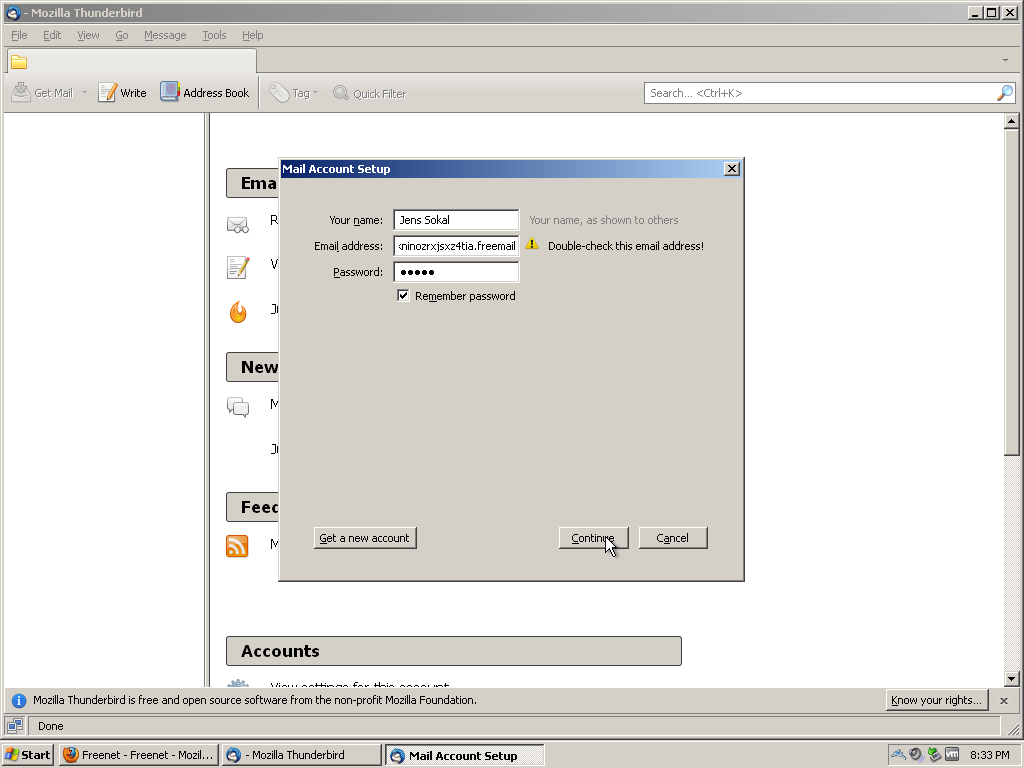 - Mozilla Thunderbird
File Edit View Go Message Tools Help
Get Mail Write Address Book Tag Quick Filter Search... <Ctrl+K>
Mail Account Setup
Your name: Jens Sokal Your name, as shown to others
Email address: ninozrxjsxz4tia.freemail Double-check this email address!
Password: •••••
Remember password
Get a new account Continue Cancel
Ema
R
V
Ju
New
M
Ju
Feed
M
Accounts
View settings for this account
Mozilla Thunderbird is free and open source software from the non-profit Mozilla Foundation. Know your rights...
Done
Start Freenet - Freenet - Mozil... - Mozilla Thunderbird Mail Account Setup 8:33 PM